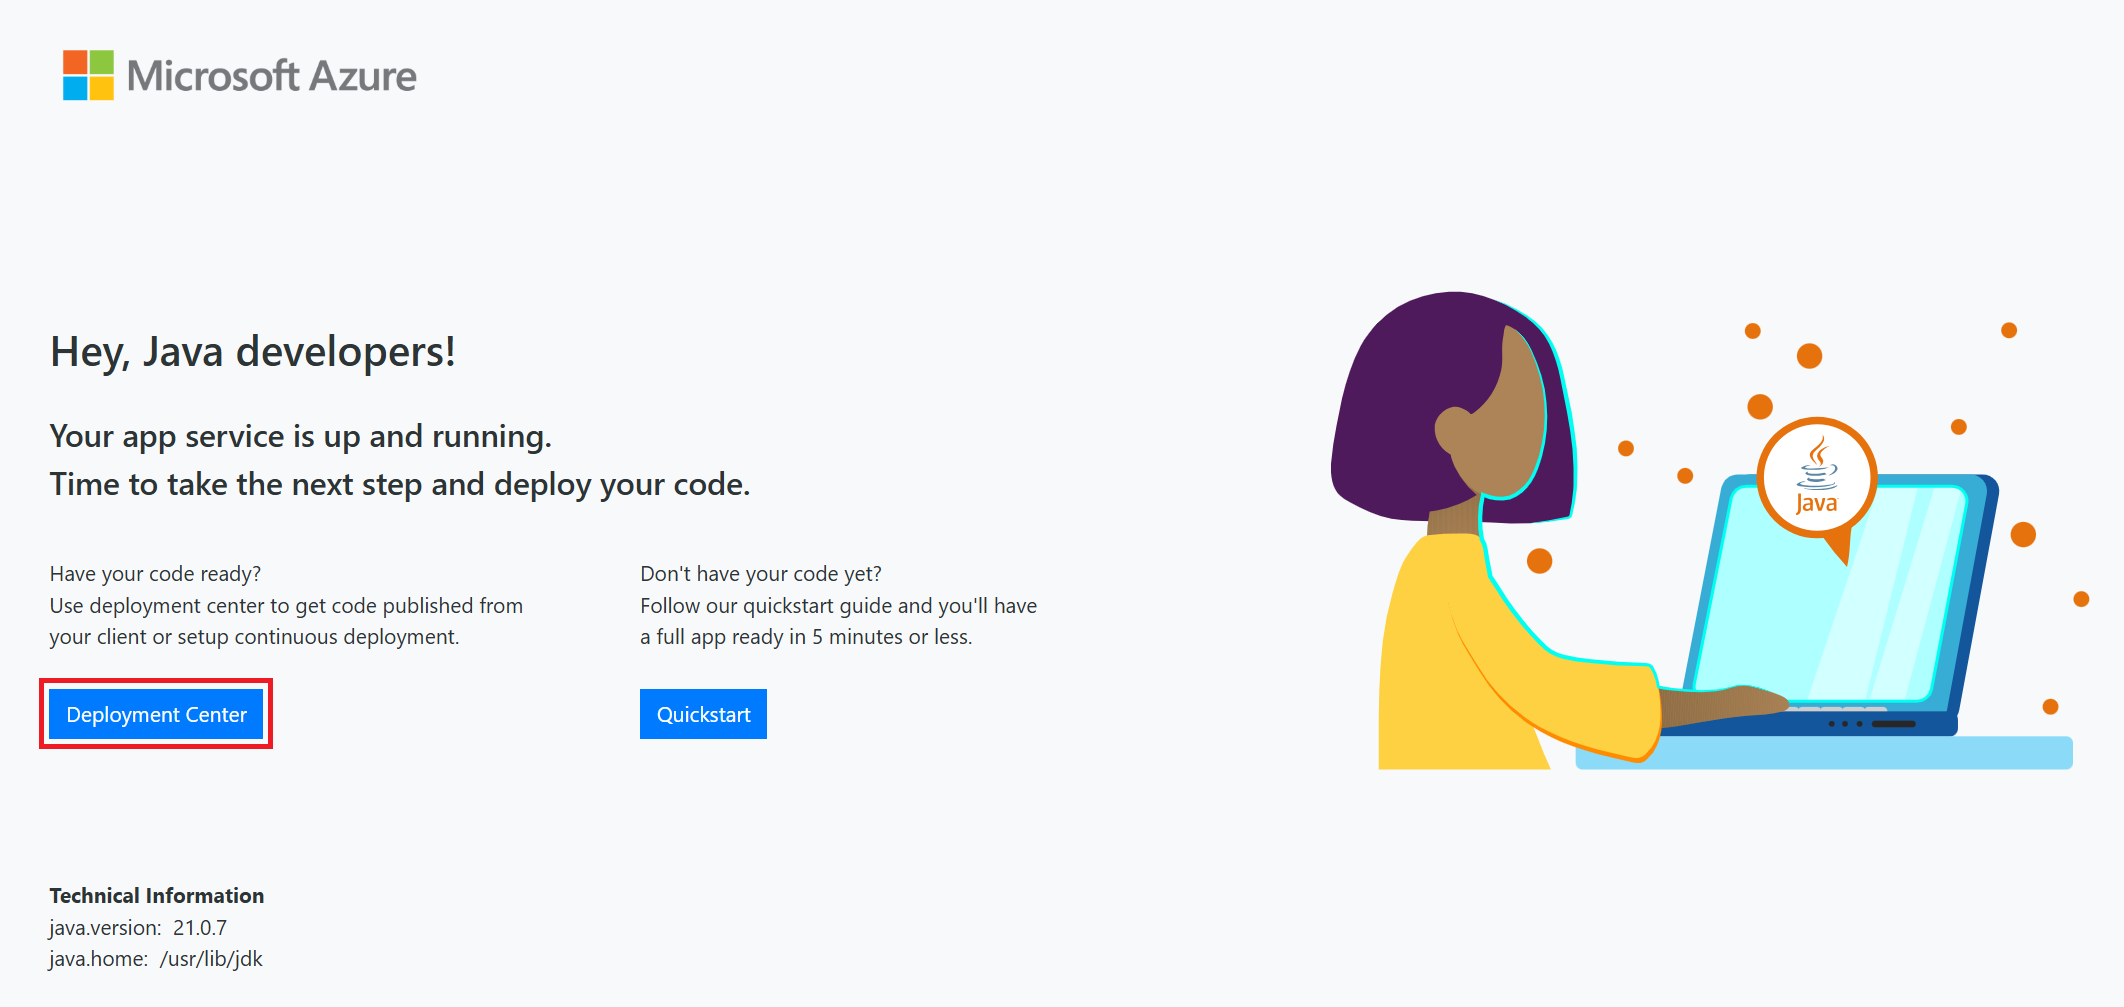 Microsoft Azure
Hey, Java developers!
Your app service is up and running.
Time to take the next step and deploy your code.
Have your code ready?
Use deployment center to get code published from
your client or setup continuous deployment.
Deployment Center
Don't have your code yet?
Follow our quickstart guide and you'll have
a full app ready in 5 minutes or less.
Quickstart
Java
Technical Information
java.version: 21.0.7
java.home: /usr/lib/jdk